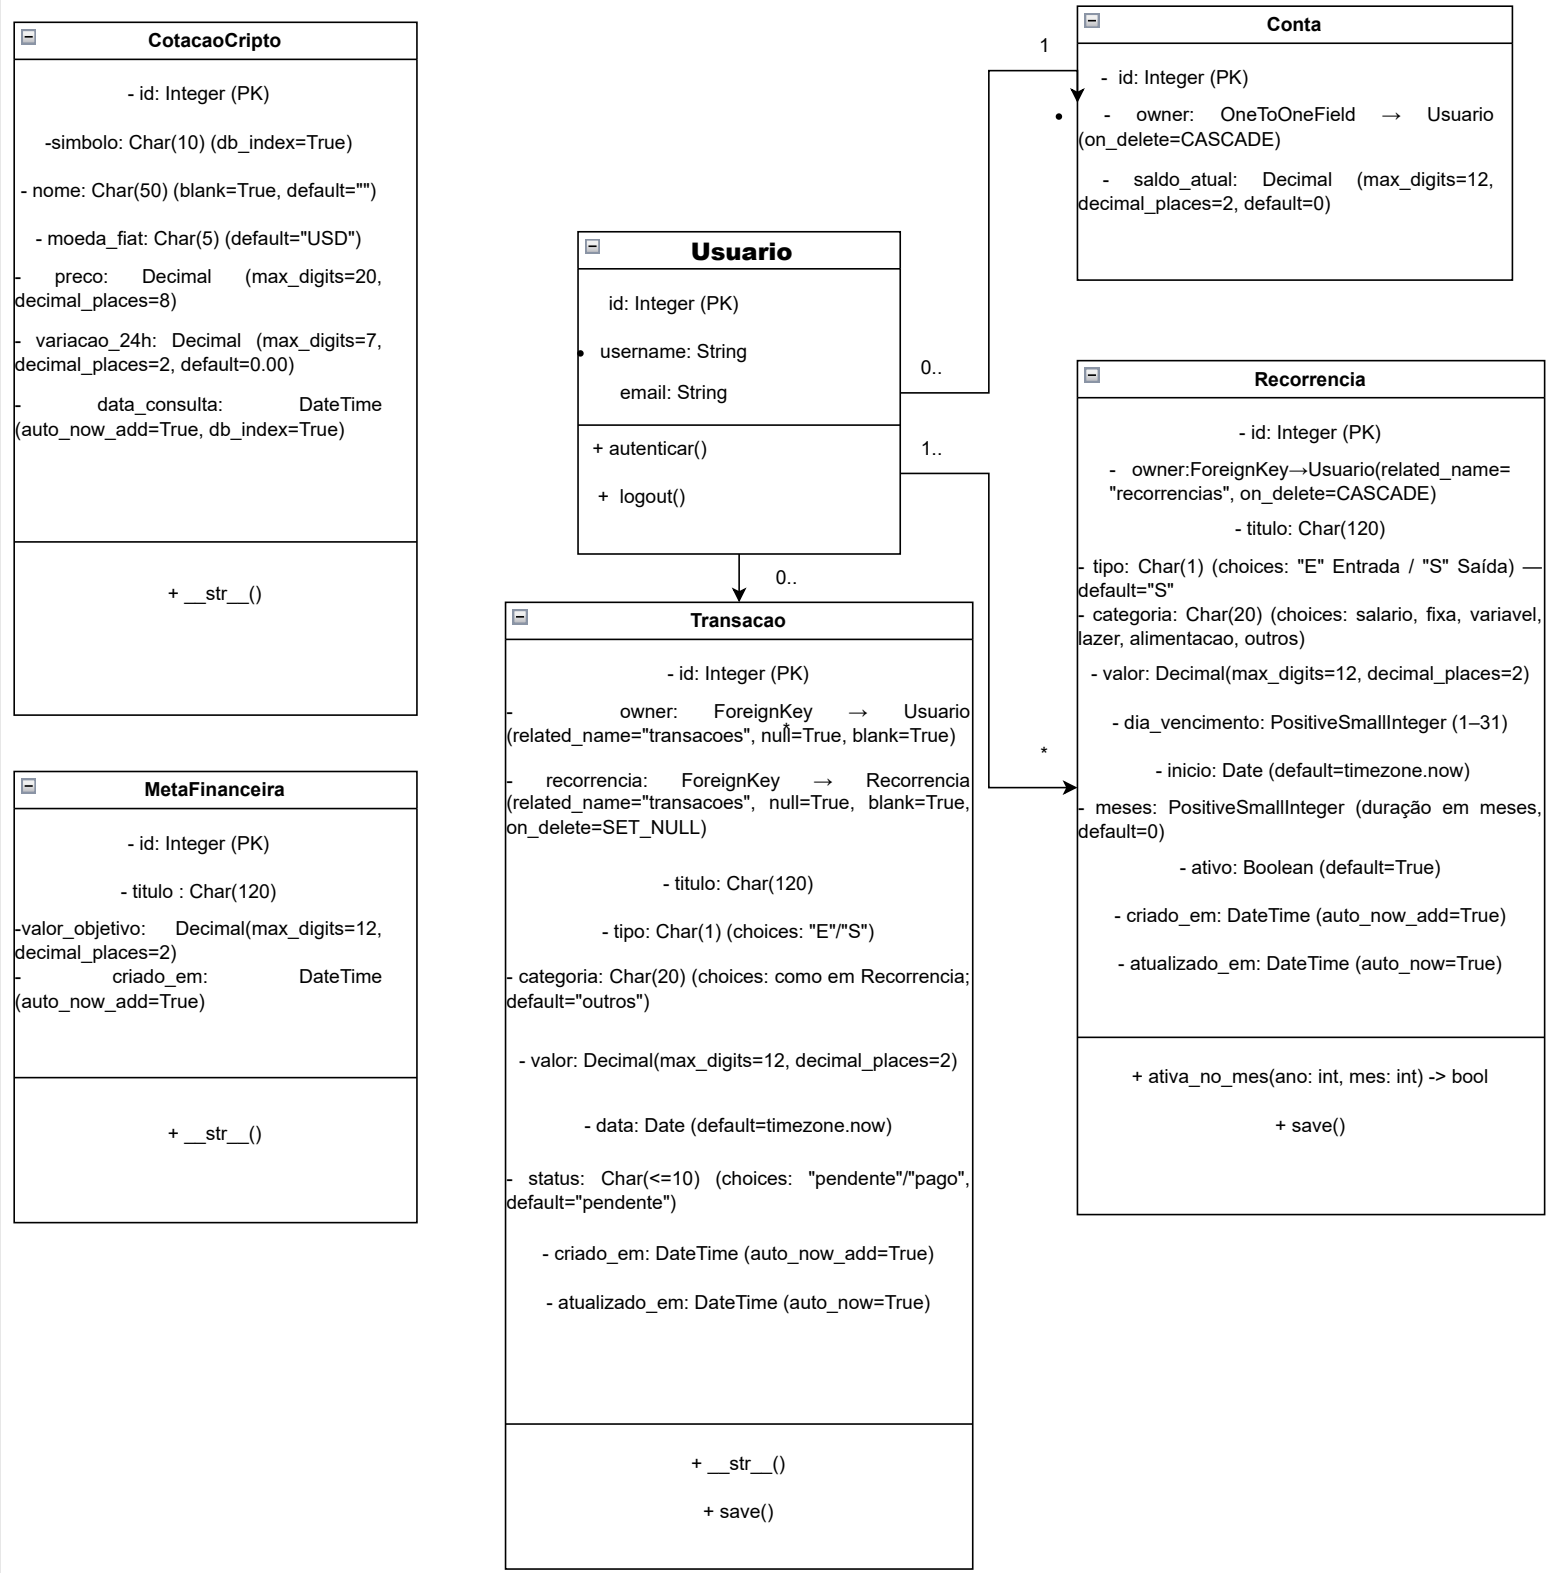 CotacaoCripto
- id: Integer (PK)
-simbolo: Char(10) (db_index=True)
- nome: Char(50) (blank=True, default="")
- moeda_fiat: Char(5) (default="USD")
- preco: Decimal (max_digits=20,
decimal_places=8)
- variacao_24h: Decimal (max_digits=7,
decimal_places=2, default=0.00)
- data_consulta: DateTime
(auto_now_add=True, db_index=True)
+ __str__()
MetaFinanceira
- id: Integer (PK)
- titulo : Char(120)
-valor_objetivo: Decimal(max_digits=12,
decimal_places=2)
- criado_em: DateTime
(auto_now_add=True)
+ __str__()
Usuario
id: Integer (PK)
• username: String
email: String
+ autenticar()
+ logout()
0..
1
1..
*
0..
*
Transacao
- id: Integer (PK)
- owner: ForeignKey → Usuario
(related_name="transacoes", null=True, blank=True)
- recorrencia: ForeignKey → Recorrencia
(related_name="transacoes", null=True, blank=True,
on_delete=SET_NULL)
- titulo: Char(120)
- tipo: Char(1) (choices: "E"/"S")
- categoria: Char(20) (choices: como em Recorrencia;
default="outros")
- valor: Decimal(max_digits=12, decimal_places=2)
- data: Date (default=timezone.now)
- status: Char(<=10) (choices: "pendente"/"pago",
default="pendente")
- criado_em: DateTime (auto_now_add=True)
- atualizado_em: DateTime (auto_now=True)
+ __str__()
+ save()
Conta
- id: Integer (PK)
• - owner: OneToOneField → Usuario
(on_delete=CASCADE)
- saldo_atual: Decimal (max_digits=12,
decimal_places=2, default=0)
Recorrencia
- id: Integer (PK)
- owner:ForeignKey→Usuario(related_name=
"recorrencias", on_delete=CASCADE)
- titulo: Char(120)
- tipo: Char(1) (choices: "E" Entrada / "S" Saída) —
default="S"
- categoria: Char(20) (choices: salario, fixa, variavel,
lazer, alimentacao, outros)
- valor: Decimal(max_digits=12, decimal_places=2)
- dia_vencimento: PositiveSmallInteger (1–31)
- inicio: Date (default=timezone.now)
- meses: PositiveSmallInteger (duração em meses,
default=0)
- ativo: Boolean (default=True)
- criado_em: DateTime (auto_now_add=True)
- atualizado_em: DateTime (auto_now=True)
+ ativa_no_mes(ano: int, mes: int) -> bool
+ save()